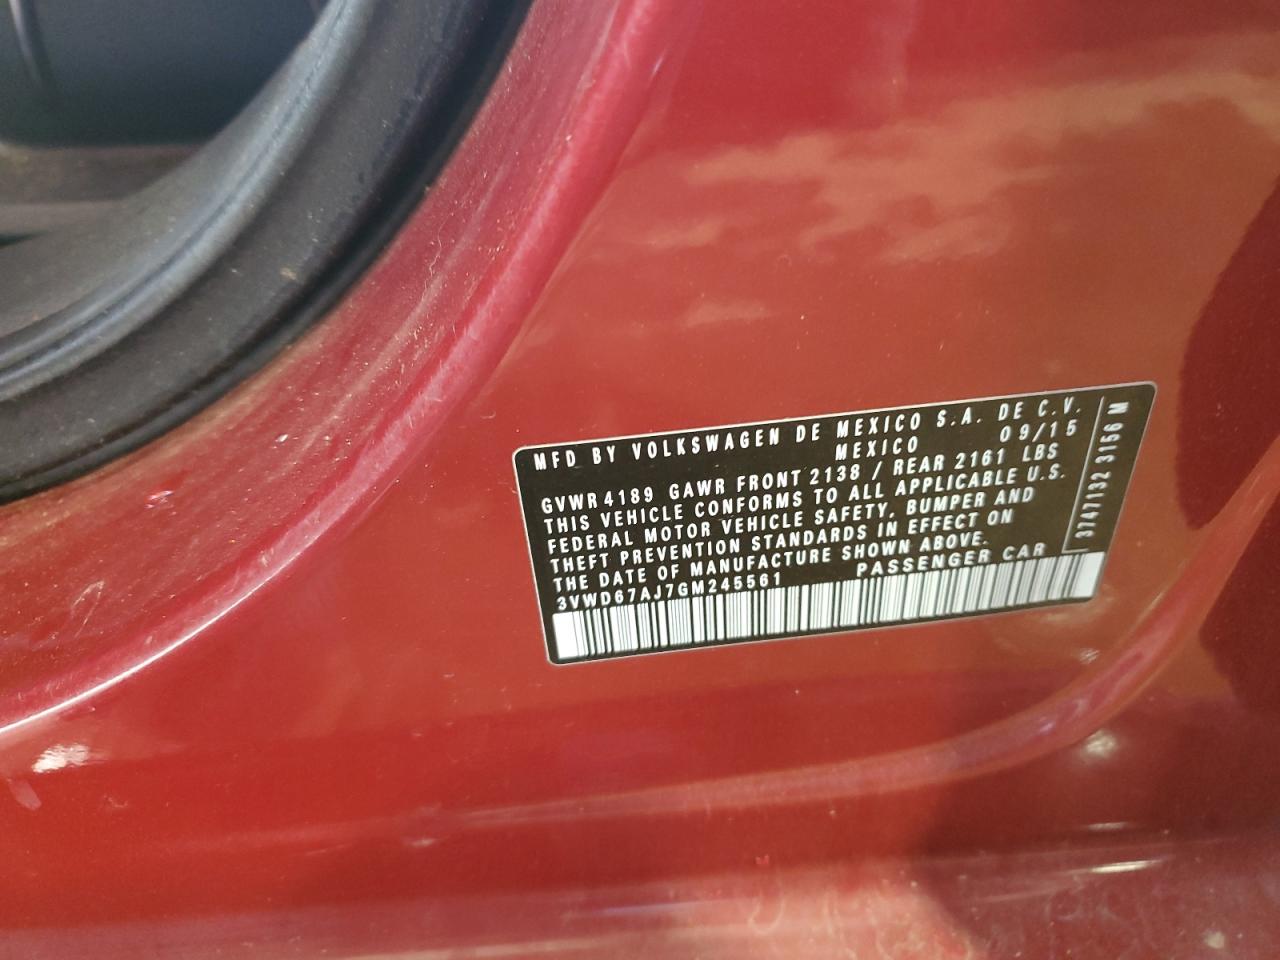 MFD BY VOLKSWAGEN DE MEXICO S.A. DE C.V.
MEXICO 09/15
GVWR 4189 GAWR FRONT 2138 / REAR 2161 LBS
THIS VEHICLE CONFORMS TO ALL APPLICABLE U.S.
FEDERAL MOTOR VEHICLE SAFETY, BUMPER AND
THEFT PREVENTION STANDARDS IN EFFECT ON
THE DATE OF MANUFACTURE SHOWN ABOVE.
3VWD67AJ7GM245561 PASSENGER CAR
3747132 3156 M